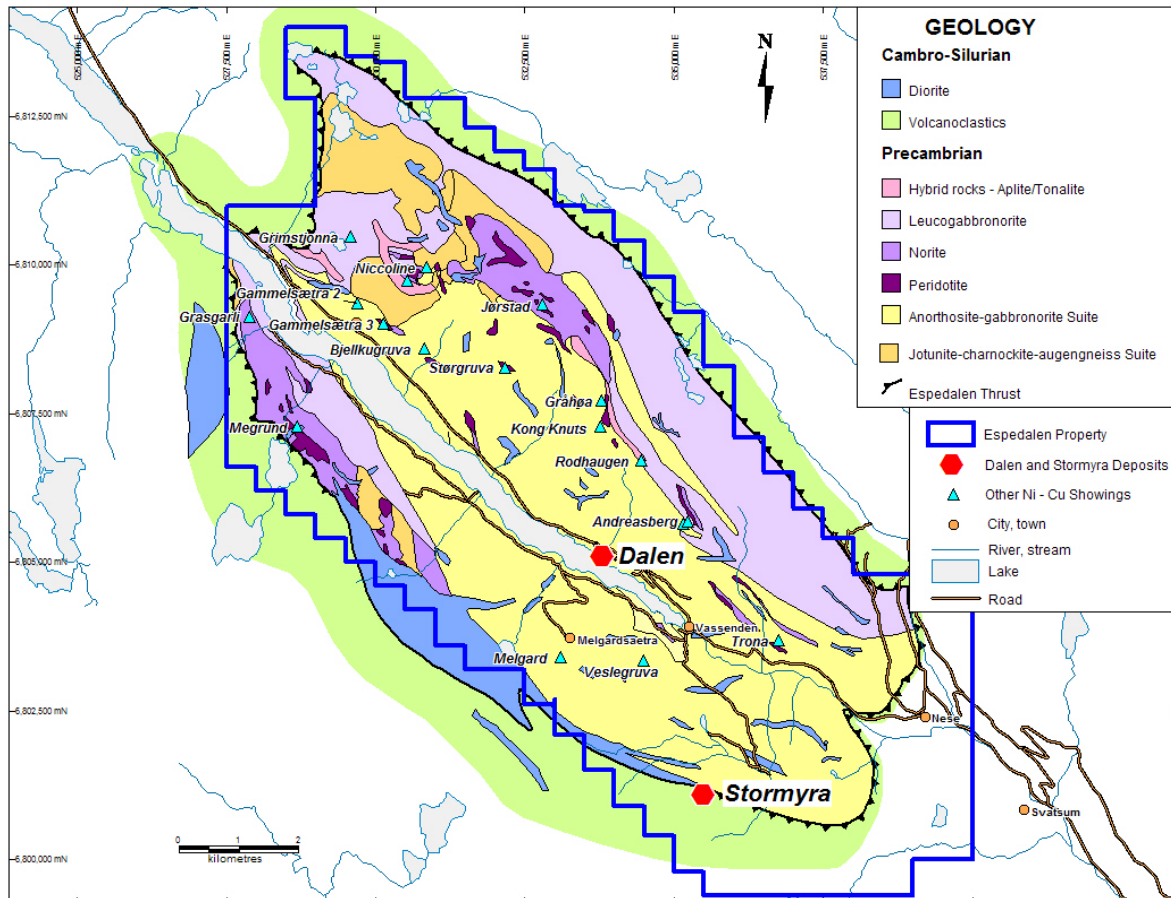 GEOLOGY
Cambro-Silurian
Diorite
Volcanoclastics
Precambrian
Hybrid rocks - Aplite/Tonalite
Leucogabbronorite
Norite
Peridotite
Anorthosite-gabbronorite Suite
Jotunite-charnockite-augengneiss Suite
Espedalen Thrust
Espedalen Property
Dalen and Stormyra Deposits
Other Ni - Cu Showings
City, town
River, stream
Lake
Road
525,000 m E
527,500 m E
532,500 m E
535,000 m E
N
6,812,500 mN
6,810,000 mN
6,807,500 mN
6,805,000 mN
6,802,500 mN
6,800,000 mN
Grimstjonna
Niccoline
Gammelsætra 2
Jørstad
Grasgarli
Gammelsætra 3
Bjellkugruva
Størgruva
Gråhøa
Megrund
Kong Knuts
Rodhaugen
Andreasberg
Dalen
Vassenden
Melgardsaetra
Trona
Melgard
Veslegruva
Nese
Stormyra
Svatsum
0 1 2
kilometres